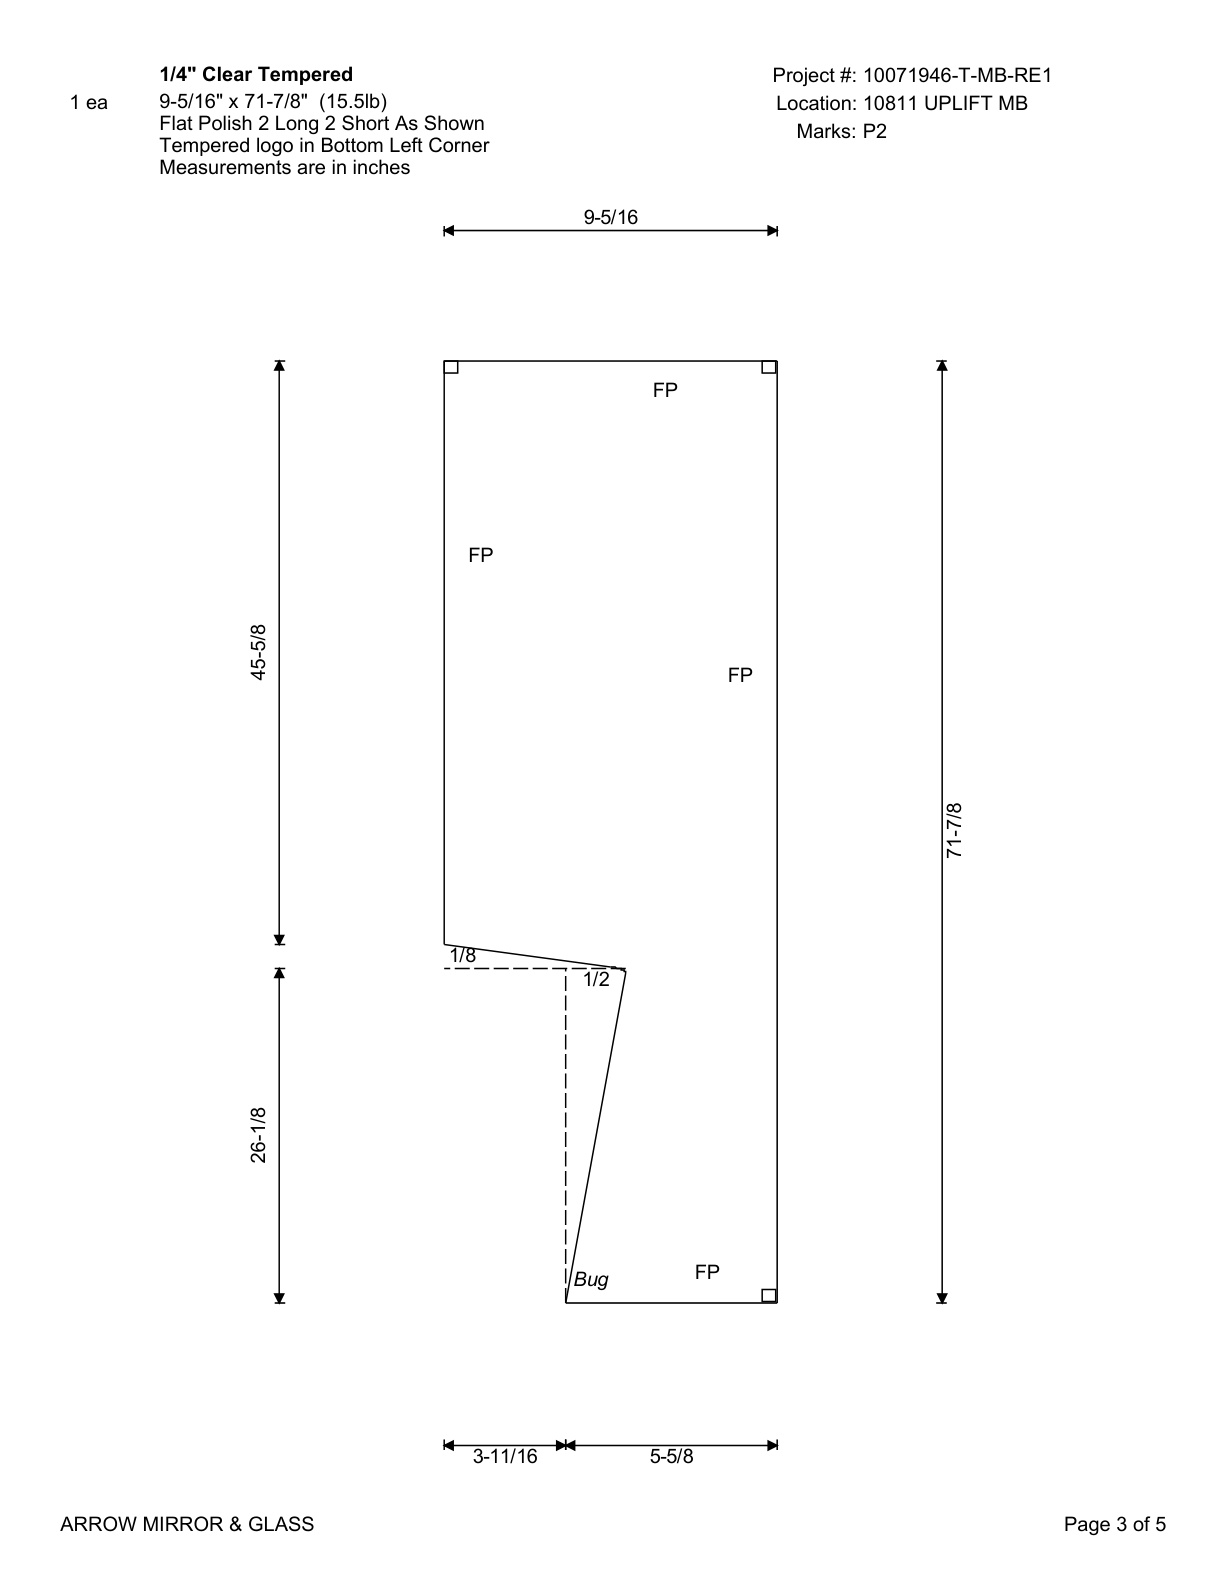 1/4" Clear Tempered
1 ea
9-5/16" x 71-7/8" (15.5lb)
Flat Polish 2 Long 2 Short As Shown
Tempered logo in Bottom Left Corner
Measurements are in inches
Project #: 10071946-T-MB-RE1
Location: 10811 UPLIFT MB
Marks: P2
9-5/16
FP
FP
45-5/8
FP
71-7/8
1/8
1/2
26-1/8
Bug
FP
3-11/16
5-5/8
ARROW MIRROR & GLASS
Page 3 of 5